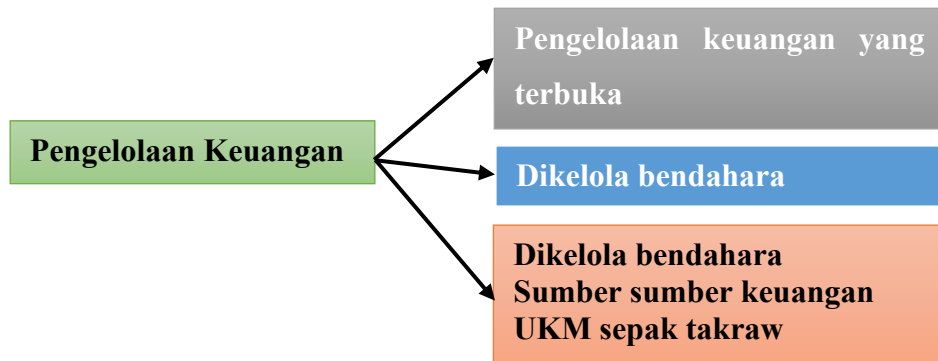 Pengelolaan keuangan yang
terbuka
Pengelolaan Keuangan
Dikelola bendahara
Dikelola bendahara
Sumber sumber keuangan
UKM sepak takraw